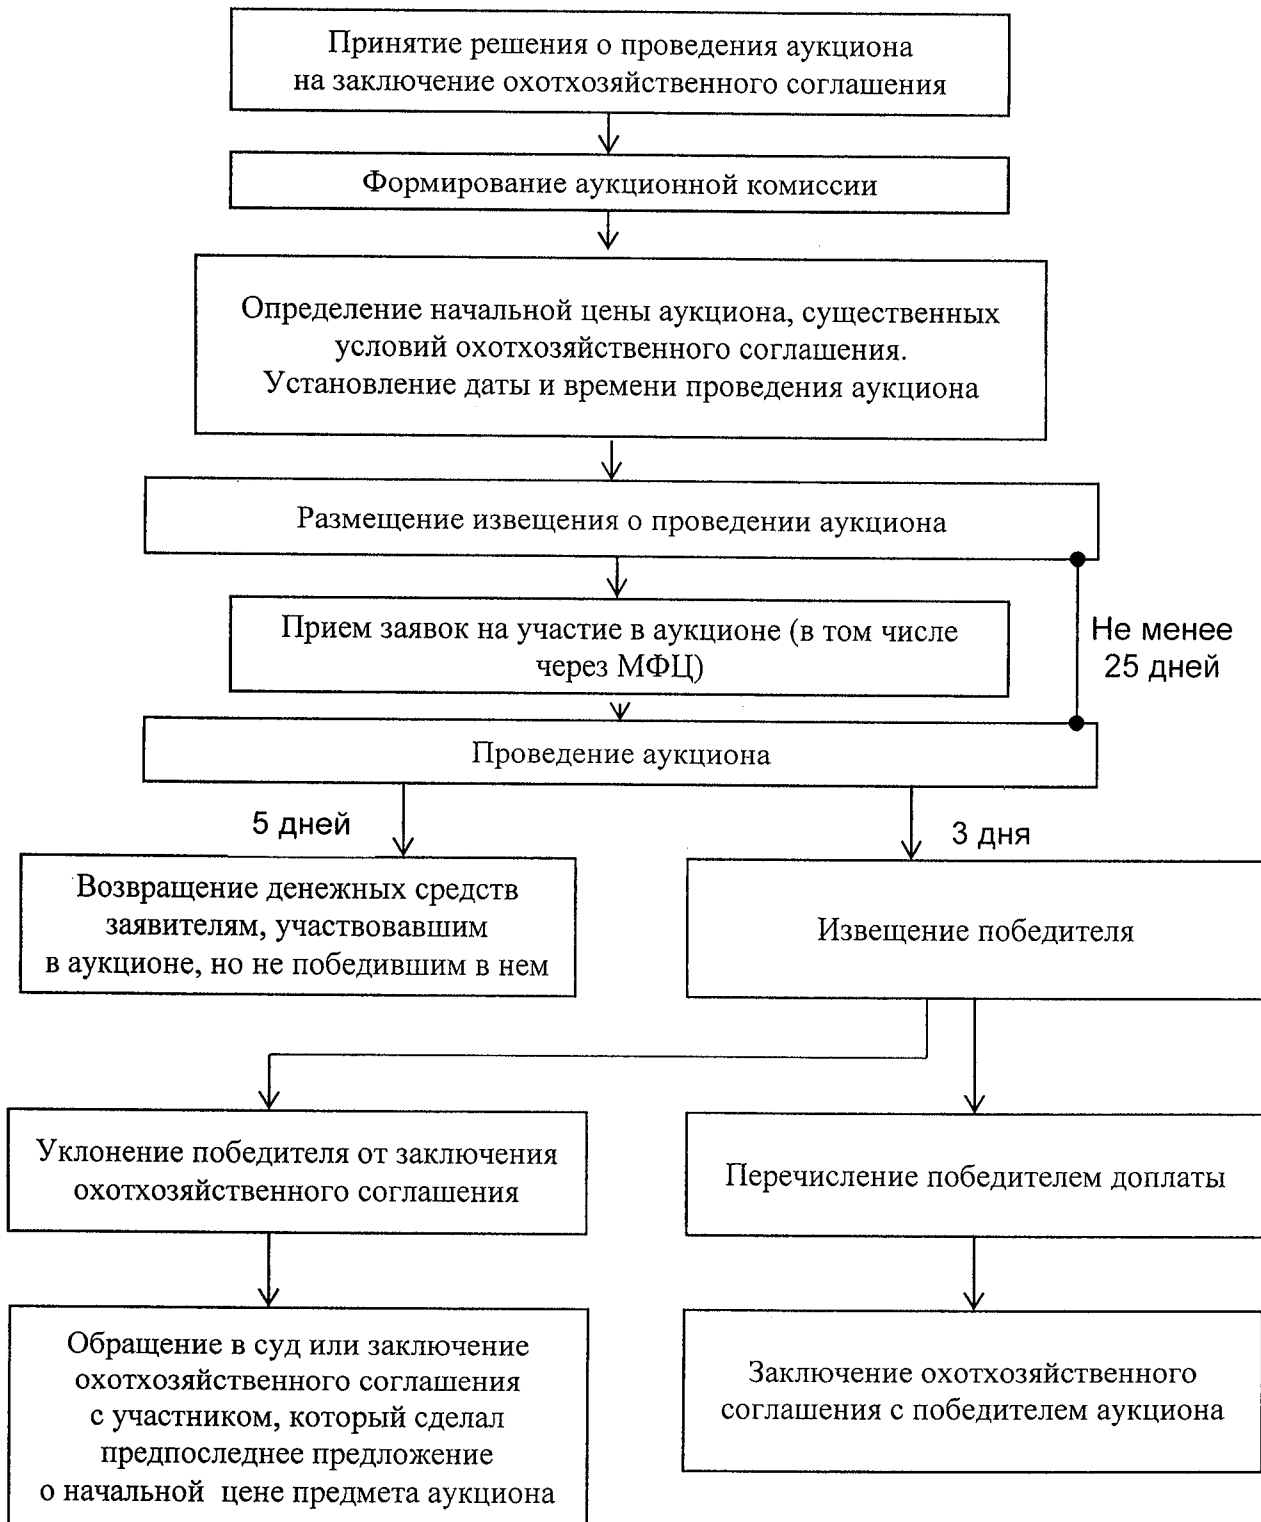 Принятие решения о проведения аукциона
на заключение охотхозяйственного соглашения
Формирование аукционной комиссии
Определение начальной цены аукциона, существенных
условий охотхозяйственного соглашения.
Установление даты и времени проведения аукциона
Размещение извещения о проведении аукциона
Прием заявок на участие в аукционе (в том числе
через МФЦ)
Не менее
25 дней
Проведение аукциона
5 дней
3 дня
Возвращение денежных средств
заявителям, участвовавшим
в аукционе, но не победившим в нем
Извещение победителя
Уклонение победителя от заключения
охотхозяйственного соглашения
Перечисление победителем доплаты
Обращение в суд или заключение
охотхозяйственного соглашения
с участником, который сделал
предпоследнее предложение
о начальной цене предмета аукциона
Заключение охотхозяйственного
соглашения с победителем аукциона